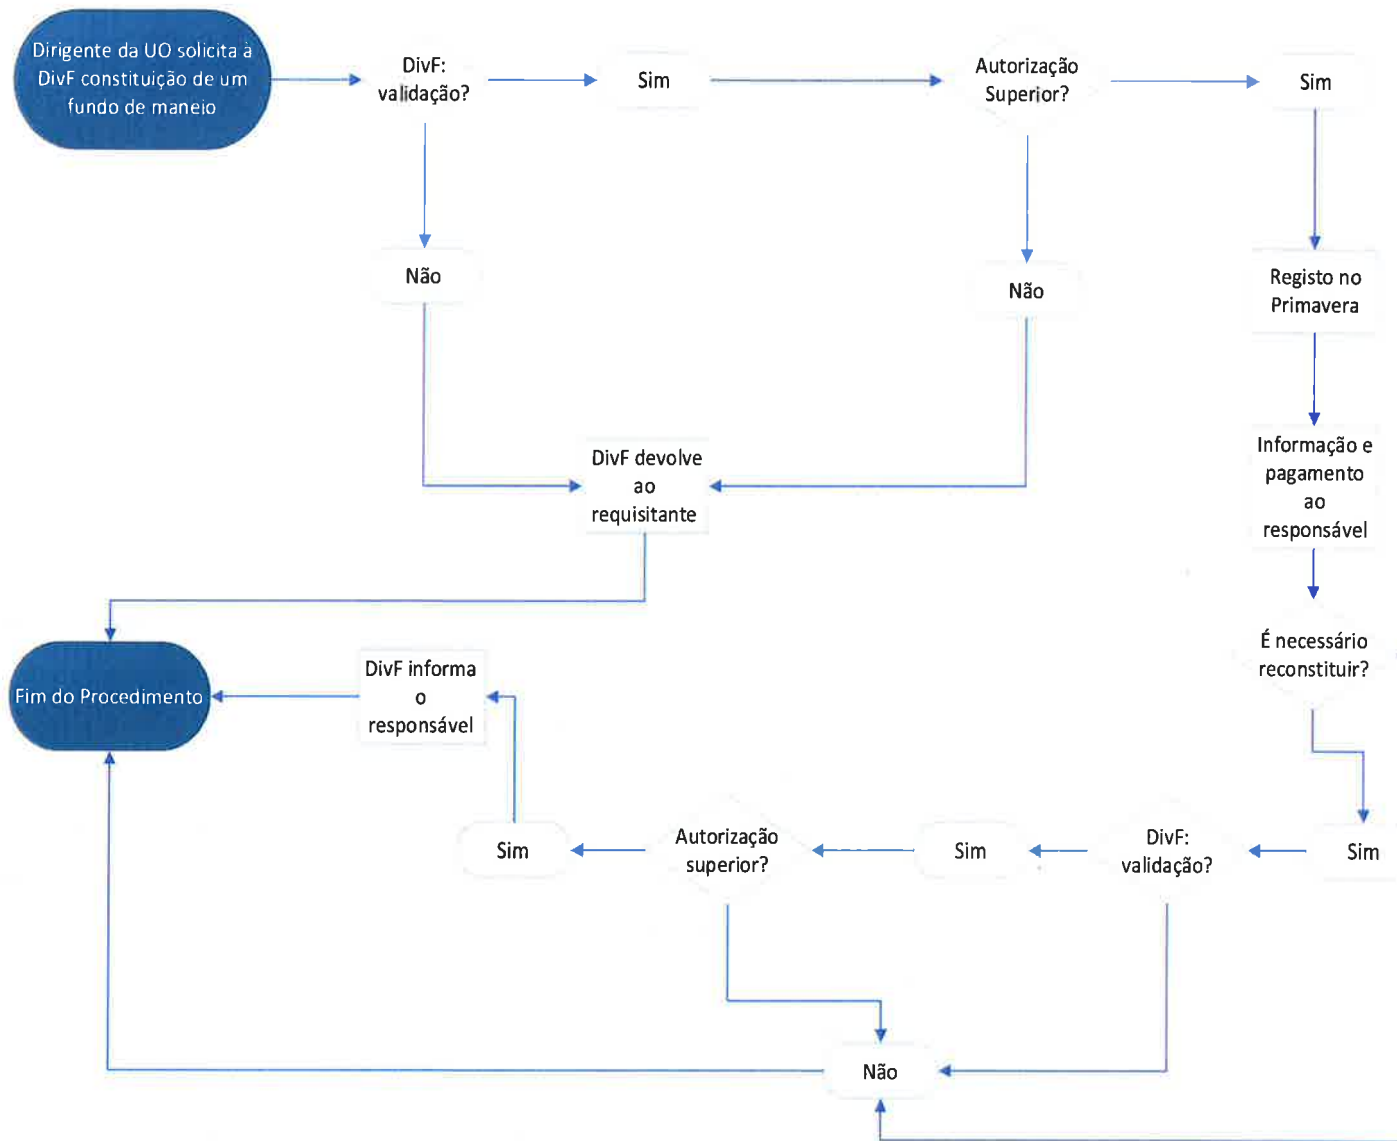 Dirigente da UO solicita à
DivF constituição de um
fundo de maneio
DivF:
validação?
Sim
Autorização
Superior?
Sim
Não
Não
Registo no
Primavera
DivF devolve
ao
requisitante
Informação e
pagamento
ao
responsável
É necessário
reconstituir?
Fim do Procedimento
DivF informa
o
responsável
Sim
Autorização
superior?
Sim
DivF:
validação?
Sim
Não